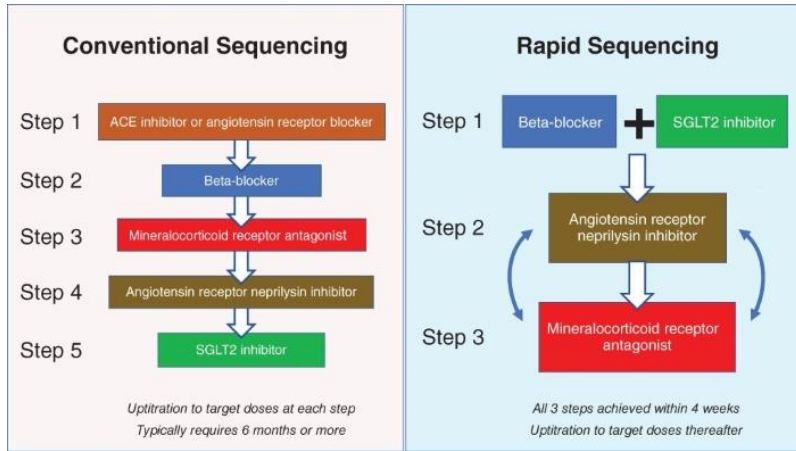 Conventional Sequencing
Step 1
ACE inhibitor or angiotensin receptor blocker
Step 2
Beta-blocker
Step 3
Mineralocorticoid receptor antagonist
Step 4
Angiotensin receptor neprilysin inhibitor
Step 5
SGLT2 inhibitor
Uptitration to target doses at each step
Typically requires 6 months or more
Rapid Sequencing
Step 1
Beta-blocker
+
SGLT2 inhibitor
Step 2
Angiotensin receptor
neprilysin inhibitor
Step 3
Mineralocorticoid receptor
antagonist
All 3 steps achieved within 4 weeks
Uptitration to target doses thereafter